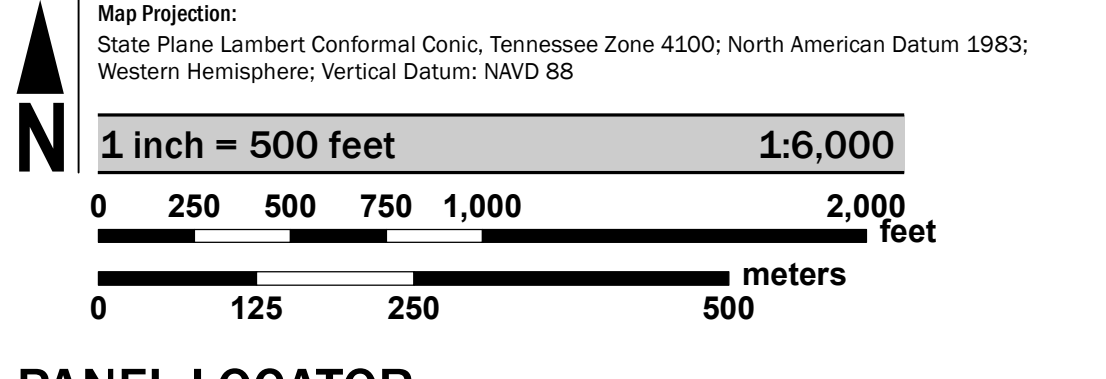 N
Map Projection:
State Plane Lambert Conformal Conic, Tennessee Zone 4100; North American Datum 1983;
Western Hemisphere; Vertical Datum: NAVD 88
1 inch = 500 feet 1:6,000
0 250 500 750 1,000 2,000
feet
meters
0 125 250 500
PANEL LOCATOR